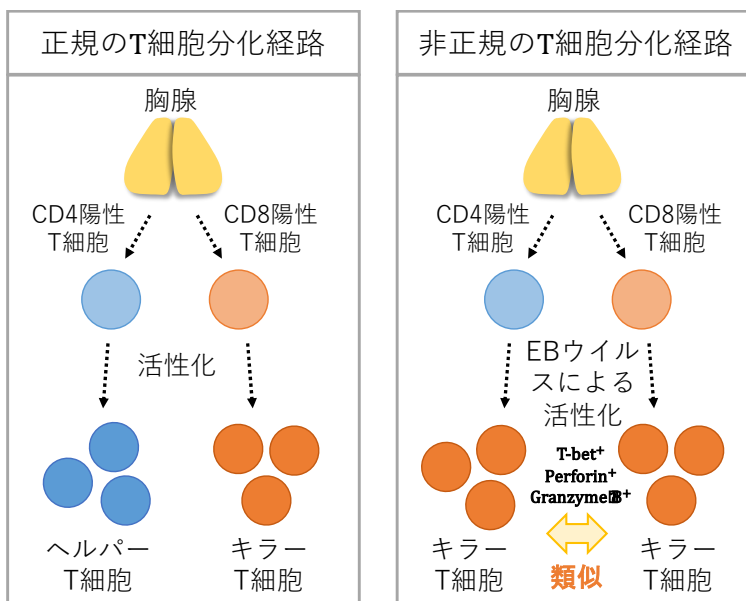 正規のT細胞分化経路
胸腺
CD4陽性
T細胞
CD8陽性
T細胞
活性化
ヘルパー
T細胞
キラー
T細胞
非正規のT細胞分化経路
胸腺
CD4陽性
T細胞
CD8陽性
T細胞
EBウイル
スによる
活性化
T-bet⁺
Perforin⁺
Granzyme B⁺
キラー
T細胞
類似
キラー
T細胞